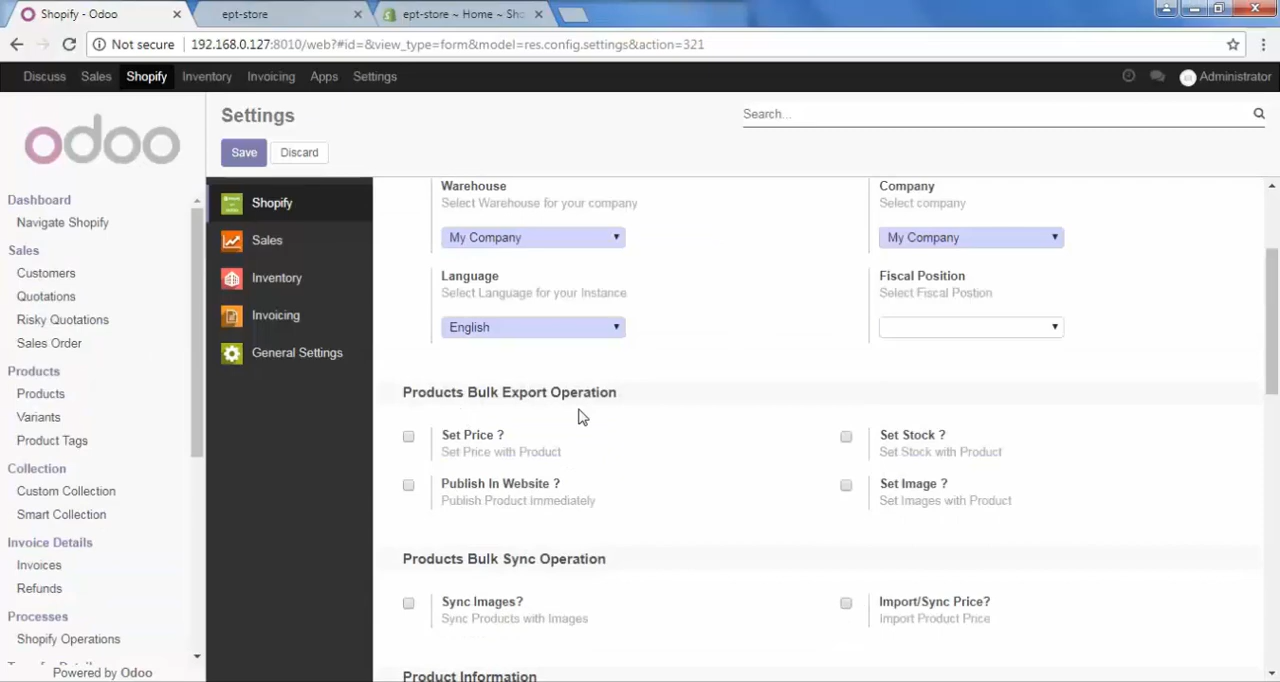 Shopify - Odoo
ept-store
ept-store ~ Home ~ Sho
Not secure
192.168.0.127:8010/web?#id=&view_type=form&model=res.config.settings&action=321
Discuss
Sales
Shopify
Inventory
Invoicing
Apps
Settings
Administrator
odoo
Settings
Search...
Save
Discard
Dashboard
Navigate Shopify
Sales
Customers
Quotations
Risky Quotations
Sales Order
Products
Products
Variants
Product Tags
Collection
Custom Collection
Smart Collection
Invoice Details
Invoices
Refunds
Processes
Shopify Operations
Powered by Odoo
Shopify
Sales
Inventory
Invoicing
General Settings
Warehouse
Select Warehouse for your company
My Company
Company
Select company
My Company
Language
Select Language for your Instance
English
Fiscal Position
Select Fiscal Postion
Products Bulk Export Operation
Set Price ?
Set Price with Product
Set Stock ?
Set Stock with Product
Publish In Website ?
Publish Product immediately
Set Image ?
Set Images with Product
Products Bulk Sync Operation
Sync Images?
Sync Products with Images
Import/Sync Price?
Import Product Price
Product Information